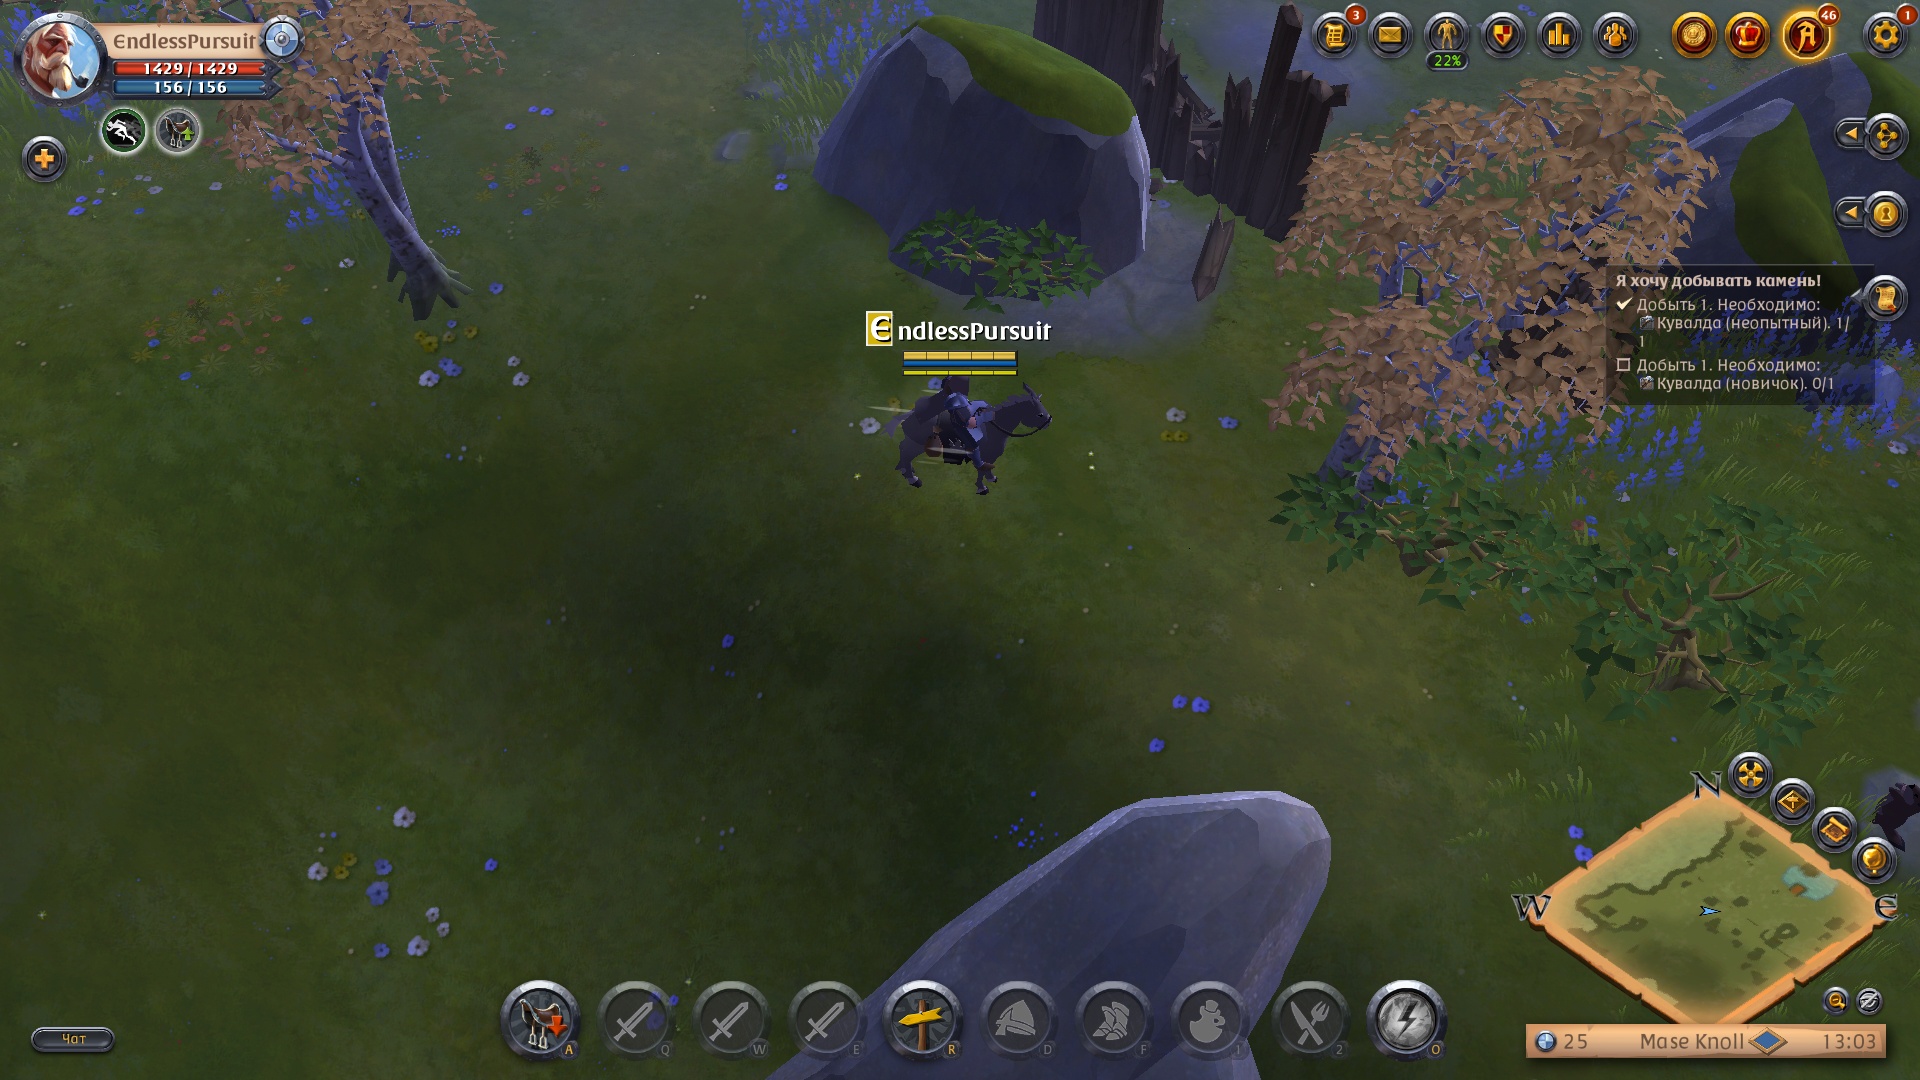 EndlessPursuit
1429 / 1429
156 / 156
3
22%
46
1
Я хочу добывать камень!
Добыть 1. Необходимо:
Кувалда (неопытный). 1/
1
Добыть 1. Необходимо:
Кувалда (новичок). 0/1
EndlessPursuit
N
W
E
A
Q
W
E
R
D
F
1
2
O
Чат
25
Mase Knoll
13:03